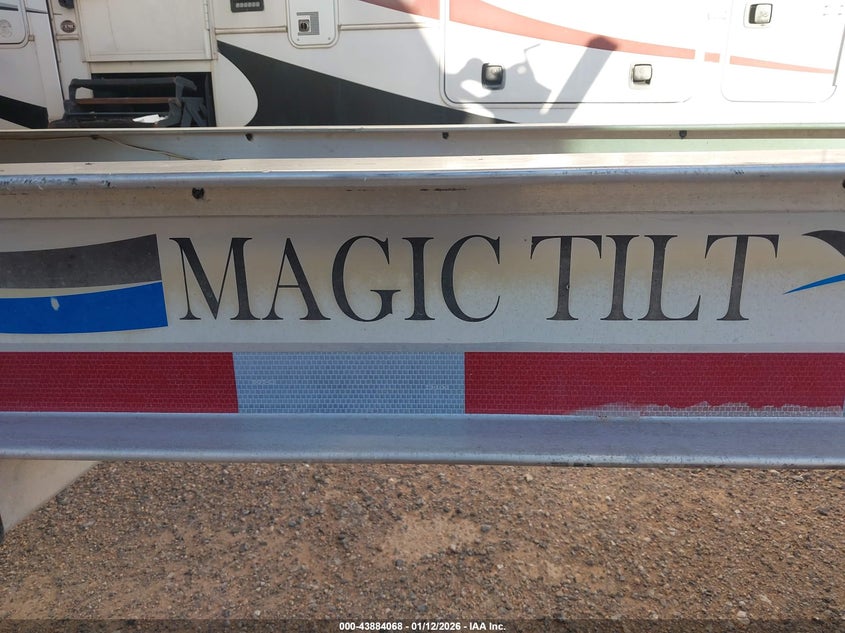 MAGIC TILT
000-43884068 - 01/12/2026 - IAA Inc.